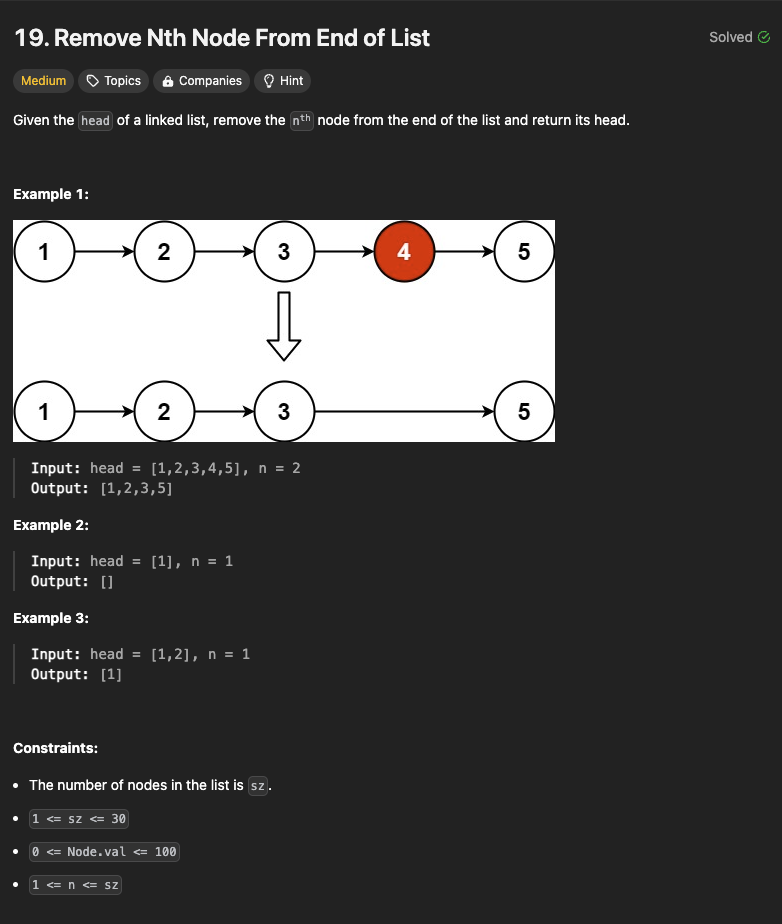 19. Remove Nth Node From End of List
Solved
Medium Topics Companies Hint
Given the head of a linked list, remove the nth node from the end of the list and return its head.
Example 1:
1 2 3 4 5
1 2 3 5
Input: head = [1,2,3,4,5], n = 2
Output: [1,2,3,5]
Example 2:
Input: head = [1], n = 1
Output: []
Example 3:
Input: head = [1,2], n = 1
Output: [1]
Constraints:
• The number of nodes in the list is sz.
• 1 <= sz <= 30
• 0 <= Node.val <= 100
• 1 <= n <= sz